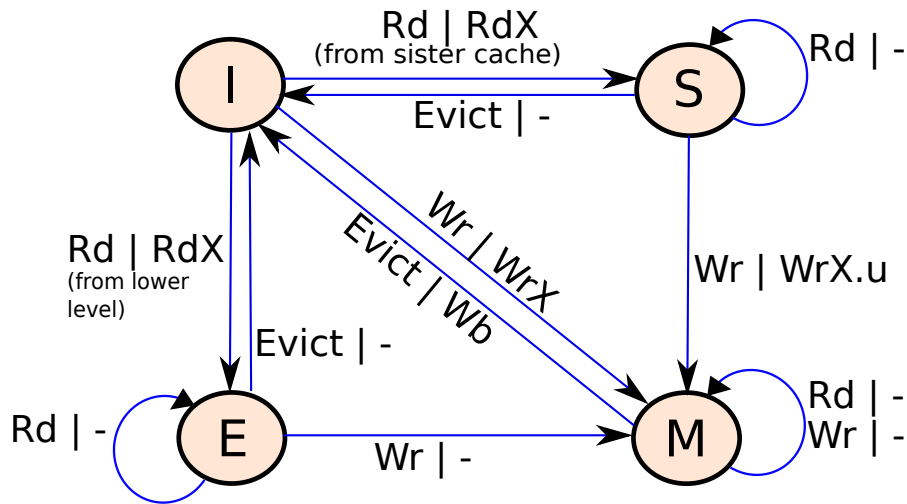 Rd | RdX
(from sister cache)
I
S
Rd | -
Evict | -
Wr | WrX
Evict | Wb
Rd | RdX
(from lower
level)
Wr | WrX.u
Evict | -
Rd | -
E
Wr | -
M
Rd | -
Wr | -